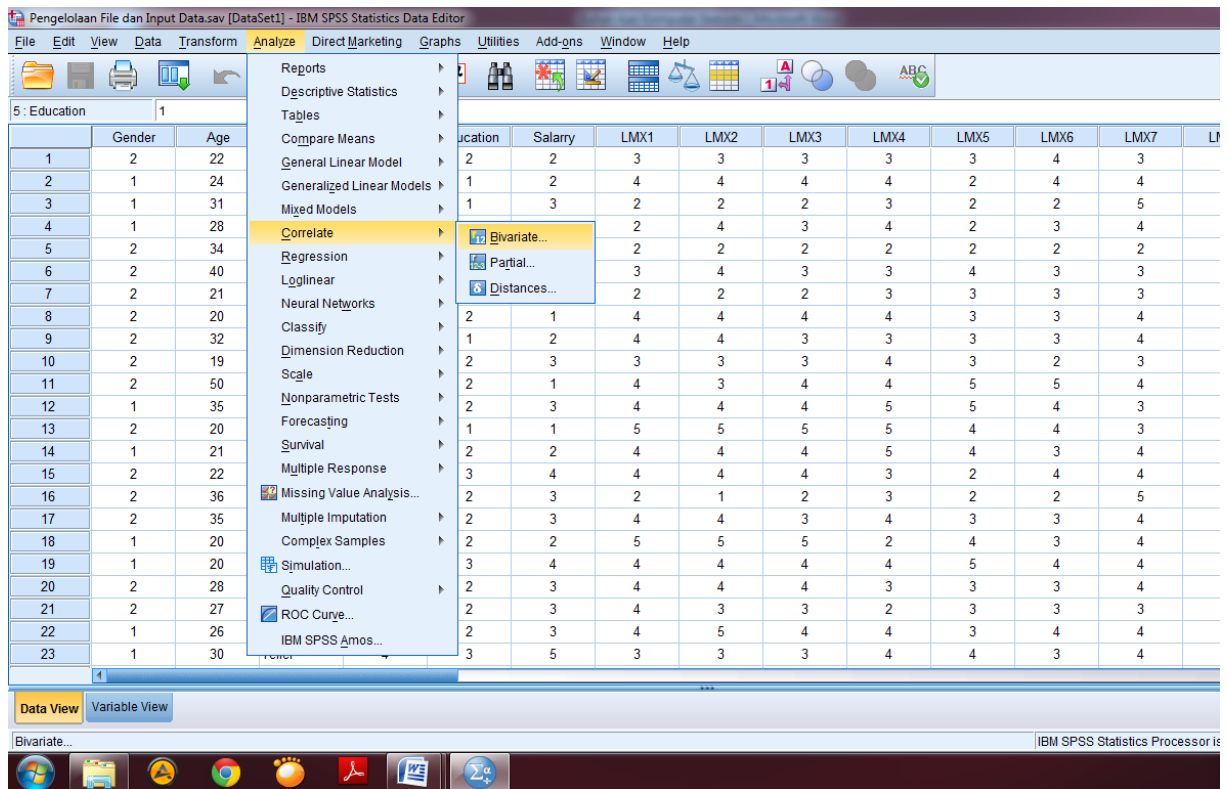 Pengelolaan File dan Input Data.sav [DataSet1] - IBM SPSS Statistics Data Editor
File Edit View Data Transform Analyze Direct Marketing Graphs Utilities Add-ons Window Help
5 : Education 1
Reports
Descriptive Statistics
Tables
Compare Means
General Linear Model
Generalized Linear Models
Mixed Models
Correlate
Regression
Loglinear
Neural Networks
Classify
Dimension Reduction
Scale
Nonparametric Tests
Forecasting
Survival
Multiple Response
Missing Value Analysis...
Multiple Imputation
Complex Samples
Simulation...
Quality Control
ROC Curve...
IBM SPSS Amos...
Bivariate...
Partial...
Distances...
Gender Age ucation Salarry LMX1 LMX2 LMX3 LMX4 LMX5 LMX6 LMX7
1 2 22 2 2 3 3 3 3 3 4 3
2 1 24 1 2 4 4 4 4 2 4 4
3 1 31 1 3 2 2 2 3 2 2 5
4 1 28 2 4 3 4 2 3 4
5 2 34 2 2 2 2 2 2 2
6 2 40 3 4 3 3 4 3 3
7 2 21 2 2 2 3 3 3 3
8 2 20 2 1 4 4 4 4 3 3 4
9 2 32 1 2 4 4 3 3 3 3 4
10 2 19 2 3 3 3 3 4 3 2 3
11 2 50 2 1 4 3 4 4 5 5 4
12 1 35 2 3 4 4 4 5 5 4 3
13 2 20 1 1 5 5 5 5 4 4 3
14 1 21 2 2 4 4 4 5 4 3 4
15 2 22 3 4 4 4 4 3 2 4 4
16 2 36 2 3 2 1 2 3 2 2 5
17 2 35 2 3 4 4 3 4 3 3 4
18 1 20 2 2 5 5 5 2 4 3 4
19 1 20 3 4 4 4 4 4 5 4 4
20 2 28 2 3 4 4 4 3 3 3 4
21 2 27 2 3 4 3 3 2 3 3 3
22 1 26 2 3 4 5 4 4 3 4 4
23 1 30 3 5 3 3 3 4 4 3 4
Data View Variable View
Bivariate... IBM SPSS Statistics Processor is